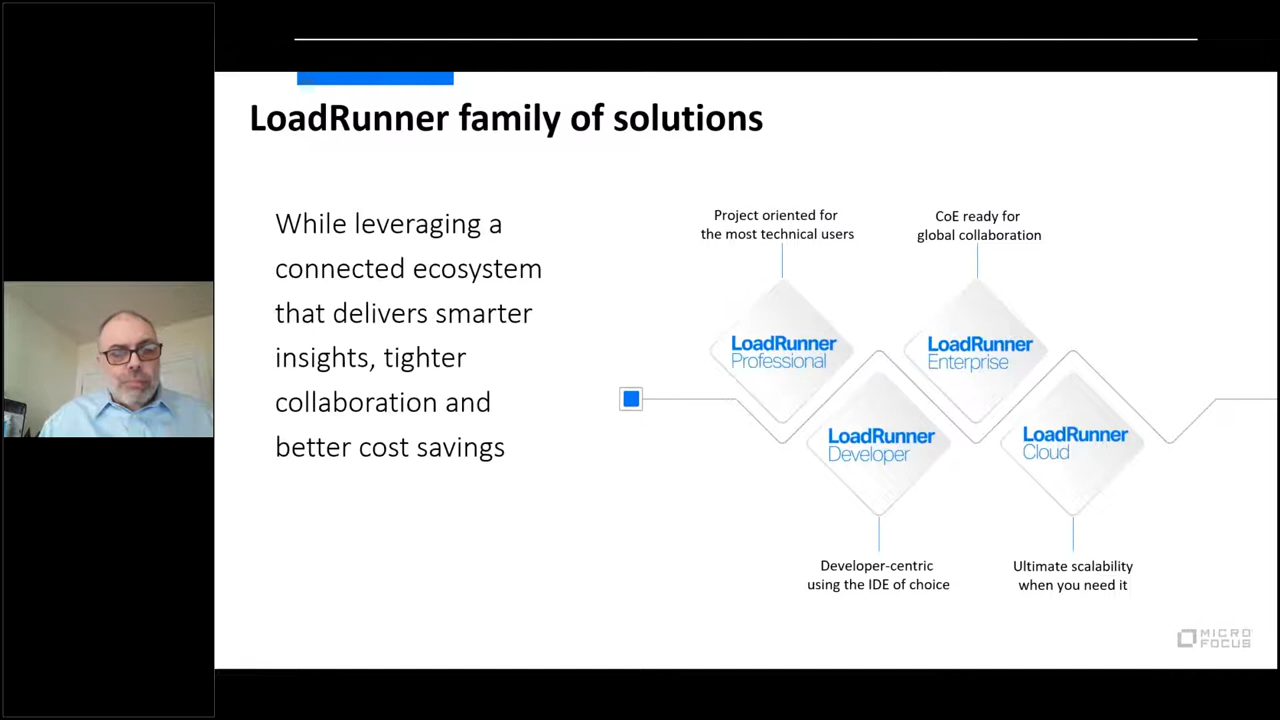 LoadRunner family of solutions
While leveraging a
connected ecosystem
that delivers smarter
insights, tighter
collaboration and
better cost savings
Project oriented for
the most technical users
CoE ready for
global collaboration
LoadRunner
Professional
LoadRunner
Enterprise
LoadRunner
Developer
LoadRunner
Cloud
Developer-centric
using the IDE of choice
Ultimate scalability
when you need it
MICRO
FOCUS